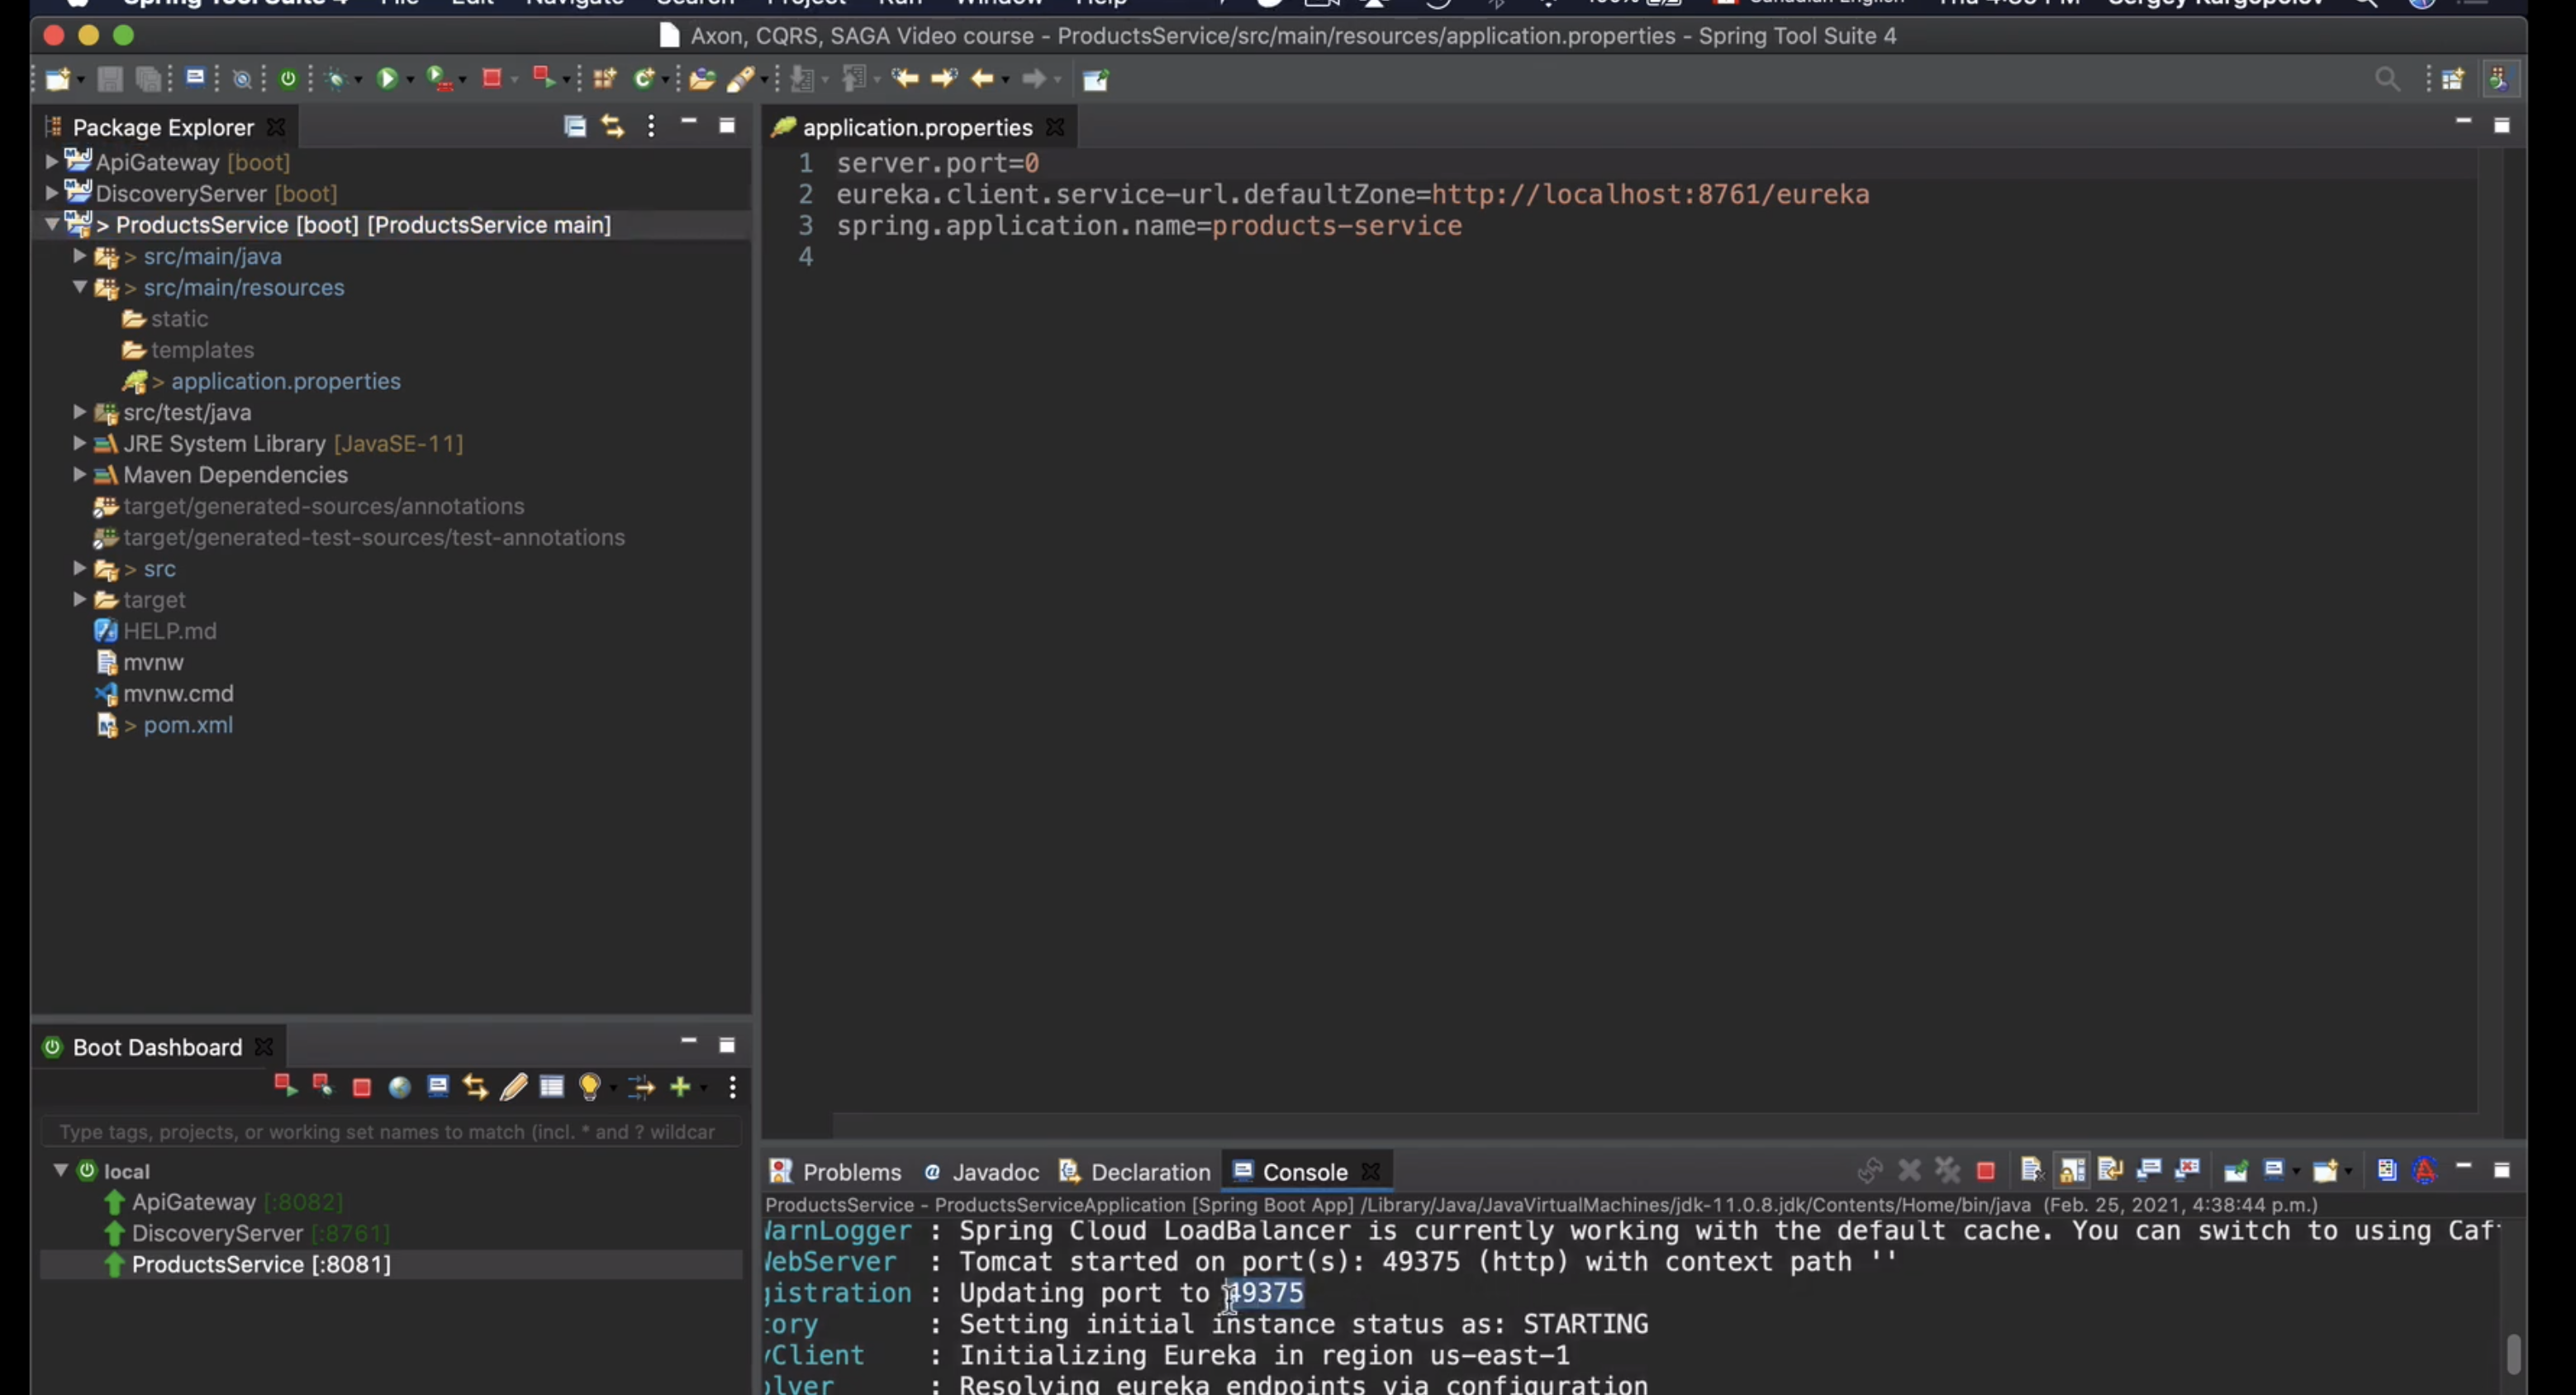 Spring Tool Suite 4 File Edit Navigate Search Project Run Window Help 100% Canadian English Sergey Kargopolov
Axon, CQRS, SAGA Video course - ProductsService/src/main/resources/application.properties - Spring Tool Suite 4
Package Explorer
ApiGateway [boot]
DiscoveryServer [boot]
> ProductsService [boot] [ProductsService main]
> src/main/java
> src/main/resources
static
templates
> application.properties
src/test/java
JRE System Library [JavaSE-11]
Maven Dependencies
target/generated-sources/annotations
target/generated-test-sources/test-annotations
> src
target
HELP.md
mvnw
mvnw.cmd
> pom.xml
application.properties
1 server.port=0
2 eureka.client.service-url.defaultZone=http://localhost:8761/eureka
3 spring.application.name=products-service
4
Boot Dashboard
Type tags, projects, or working set names to match (incl. * and ? wildcar
local
ApiGateway [:8082]
DiscoveryServer [:8761]
ProductsService [:8081]
Problems @ Javadoc Declaration Console
ProductsService - ProductsServiceApplication [Spring Boot App] /Library/Java/JavaVirtualMachines/jdk-11.0.8.jdk/Contents/Home/bin/java (Feb. 25, 2021, 4:38:44 p.m.)
WarnLogger : Spring Cloud LoadBalancer is currently working with the default cache. You can switch to using Caf
WebServer : Tomcat started on port(s): 49375 (http) with context path ''
gistration : Updating port to 49375
tory : Setting initial instance status as: STARTING
yClient : Initializing Eureka in region us-east-1
olver : Resolving eureka endpoints via configuration